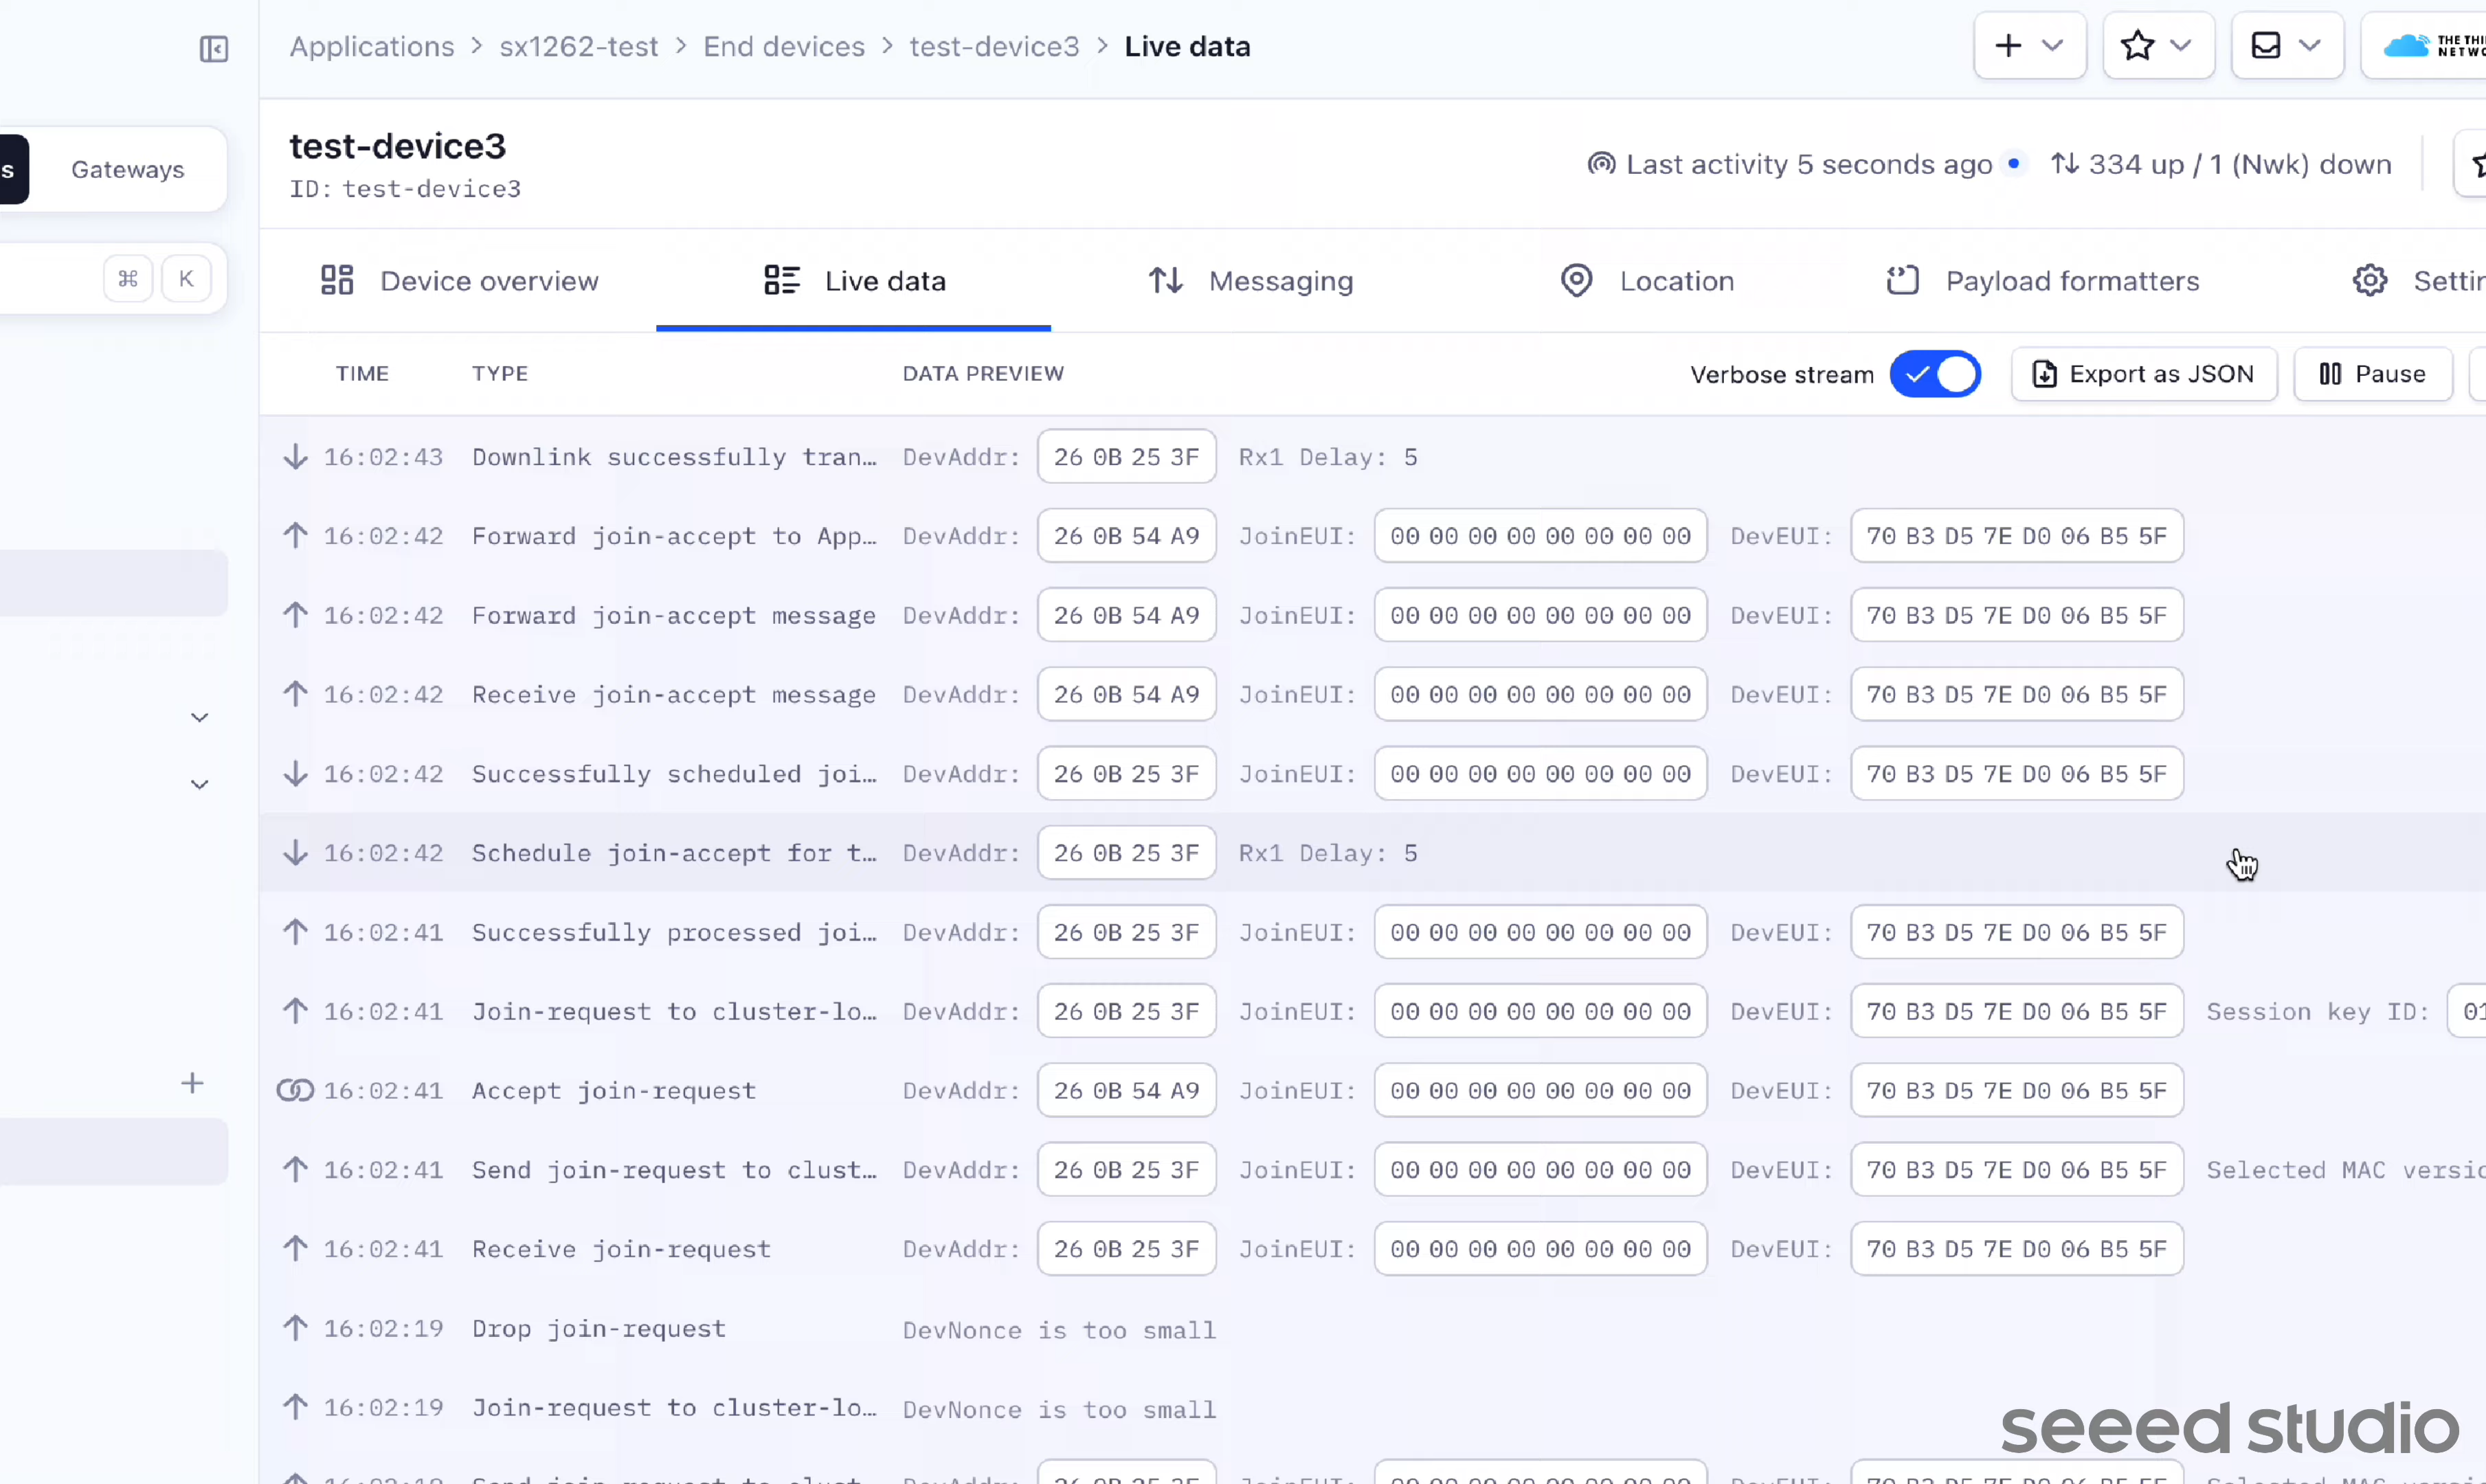 Applications > sx1262-test > End devices > test-device3 > Live data
THE THI
NETWO
test-device3
ID: test-device3
Last activity 5 seconds ago
334 up / 1 (Nwk) down
s
Gateways
⌘ K
Device overview
Live data
Messaging
Location
Payload formatters
Settin
TIME TYPE DATA PREVIEW
Verbose stream
Export as JSON
Pause
16:02:43 Downlink successfully tran… DevAddr: 26 0B 25 3F Rx1 Delay: 5
16:02:42 Forward join-accept to App… DevAddr: 26 0B 54 A9 JoinEUI: 00 00 00 00 00 00 00 00 DevEUI: 70 B3 D5 7E D0 06 B5 5F
16:02:42 Forward join-accept message DevAddr: 26 0B 54 A9 JoinEUI: 00 00 00 00 00 00 00 00 DevEUI: 70 B3 D5 7E D0 06 B5 5F
16:02:42 Receive join-accept message DevAddr: 26 0B 54 A9 JoinEUI: 00 00 00 00 00 00 00 00 DevEUI: 70 B3 D5 7E D0 06 B5 5F
16:02:42 Successfully scheduled joi… DevAddr: 26 0B 25 3F JoinEUI: 00 00 00 00 00 00 00 00 DevEUI: 70 B3 D5 7E D0 06 B5 5F
16:02:42 Schedule join-accept for t… DevAddr: 26 0B 25 3F Rx1 Delay: 5
16:02:41 Successfully processed joi… DevAddr: 26 0B 25 3F JoinEUI: 00 00 00 00 00 00 00 00 DevEUI: 70 B3 D5 7E D0 06 B5 5F
16:02:41 Join-request to cluster-lo… DevAddr: 26 0B 25 3F JoinEUI: 00 00 00 00 00 00 00 00 DevEUI: 70 B3 D5 7E D0 06 B5 5F Session key ID: 01
16:02:41 Accept join-request DevAddr: 26 0B 54 A9 JoinEUI: 00 00 00 00 00 00 00 00 DevEUI: 70 B3 D5 7E D0 06 B5 5F
16:02:41 Send join-request to clust… DevAddr: 26 0B 25 3F JoinEUI: 00 00 00 00 00 00 00 00 DevEUI: 70 B3 D5 7E D0 06 B5 5F Selected MAC versio
16:02:41 Receive join-request DevAddr: 26 0B 25 3F JoinEUI: 00 00 00 00 00 00 00 00 DevEUI: 70 B3 D5 7E D0 06 B5 5F
16:02:19 Drop join-request DevNonce is too small
16:02:19 Join-request to cluster-lo… DevNonce is too small
seeed studio